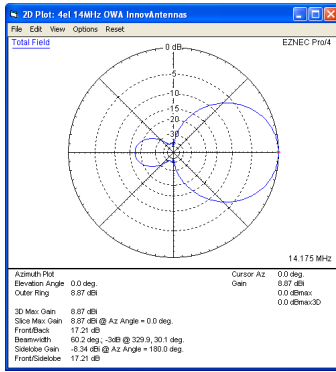 2D Plot: 4el 14MHz OWA InnovAntennas
File Edit View Options Reset
Total Field
0 dB
EZNEC Pro/4
-5
-10
-15
-20
-30
14.175 MHz
Azimuth Plot
Elevation Angle 0.0 deg.
Outer Ring 8.87 dBi
Cursor Az 0.0 deg.
Gain 8.87 dBi
0.0 dBmax
0.0 dBmax3D
3D Max Gain 8.87 dBi
Slice Max Gain 8.87 dBi @ Az Angle = 0.0 deg.
Front/Back 17.21 dB
Beamwidth 60.2 deg.; -3dB @ 329.9, 30.1 deg.
Sidelobe Gain -8.34 dBi @ Az Angle = 180.0 deg.
Front/Sidelobe 17.21 dB